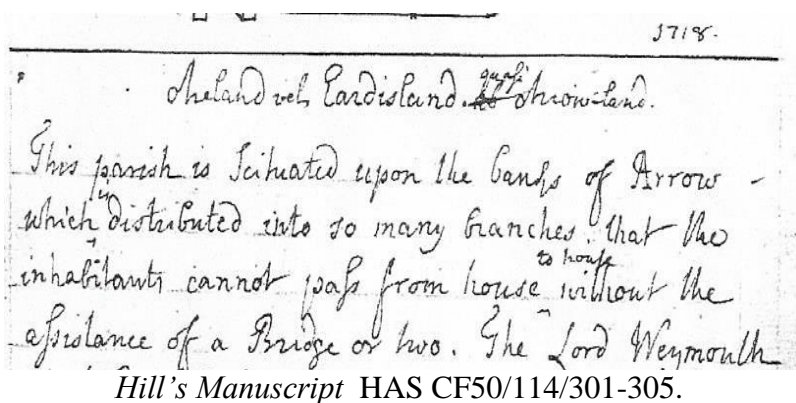 1718.
Arleland vel Eardisland. quasi Arrow-land.
This parish is Scituated upon the banks of Arrow -
which is distributed into so many branches. that the
inhabitants cannot paſs from house to houſe without the
aſsistance of a Bridge or two. The Lord Weymouth
Hill's Manuscript HAS CF50/114/301-305.